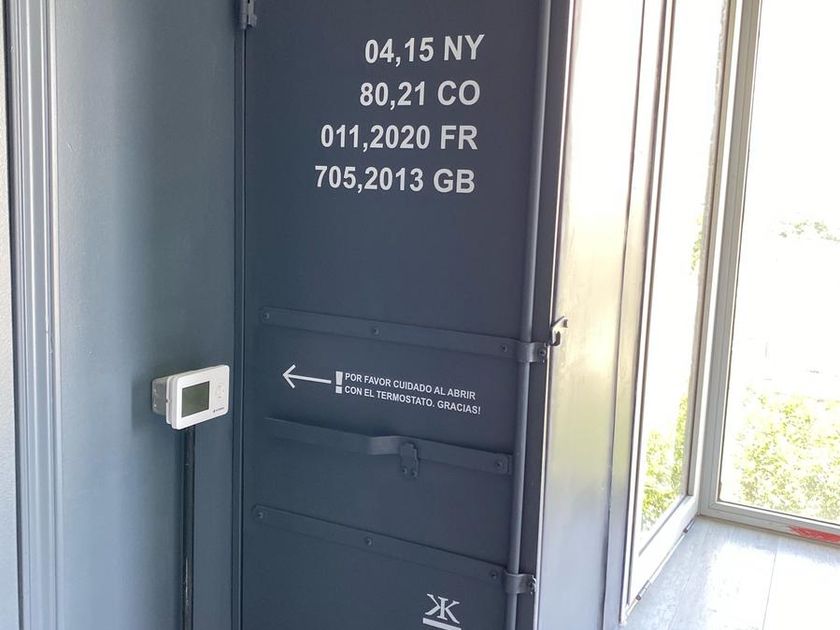 04,15 NY
80,21 CO
011,2020 FR
705,2013 GB
! POR FAVOR CUIDADO AL ABRIR
CON EL TERMOSTATO. GRACIAS!